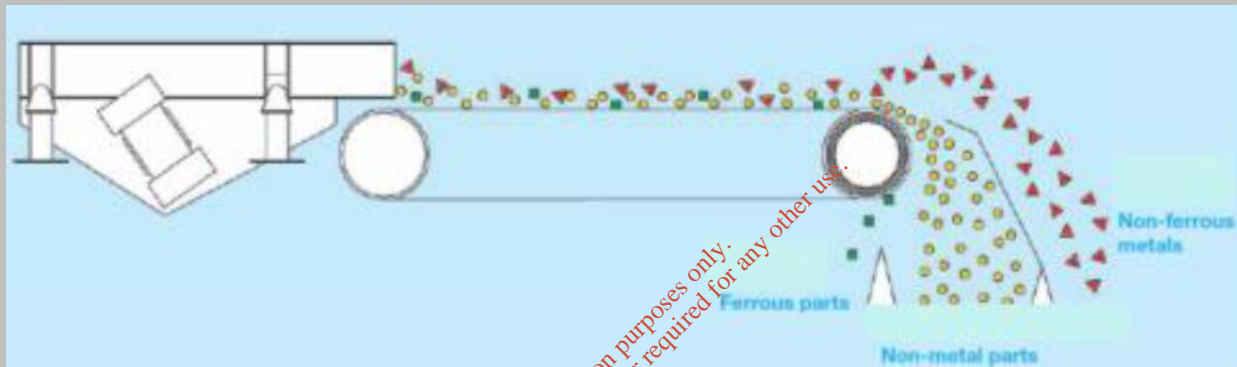 Non-ferrous
metals
Ferrous parts
Non-metal parts
on purposes only.
required for any other use.